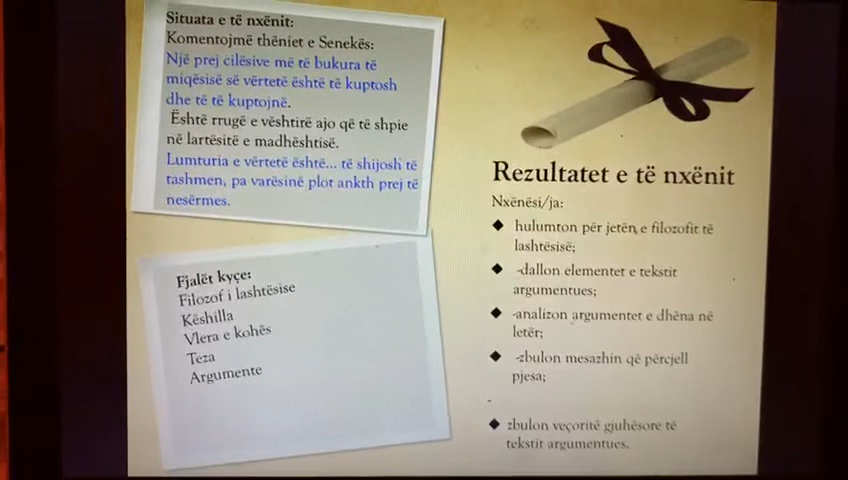 Situata e të nxënit:
Komentojmë thëniet e Senekës:
Një prej cilësive më të bukura të
miqësisë së vërtetë është të kuptosh
dhe të të kuptojnë.
Është rrugë e vështirë ajo që të shpie
në lartësitë e madhështisë.
Lumturia e vërtetë është... të shijosh të
tashmen, pa varësinë plot ankth prej të
nesërmes.
Fjalët kyçe:
Filozof i lashtësise
Këshilla
Vlera e kohës
Teza
Argumente
Rezultatet e të nxënit
Nxënësi/ja:
◆ hulumton për jetën e filozofit të
lashtësisë;
◆ -dallon elementet e tekstit
argumentues;
◆ -analizon argumentet e dhëna në
letër;
◆ -zbulon mesazhin që përcjell
pjesa;
-
◆ zbulon veçoritë gjuhësore të
tekstit argumentues.